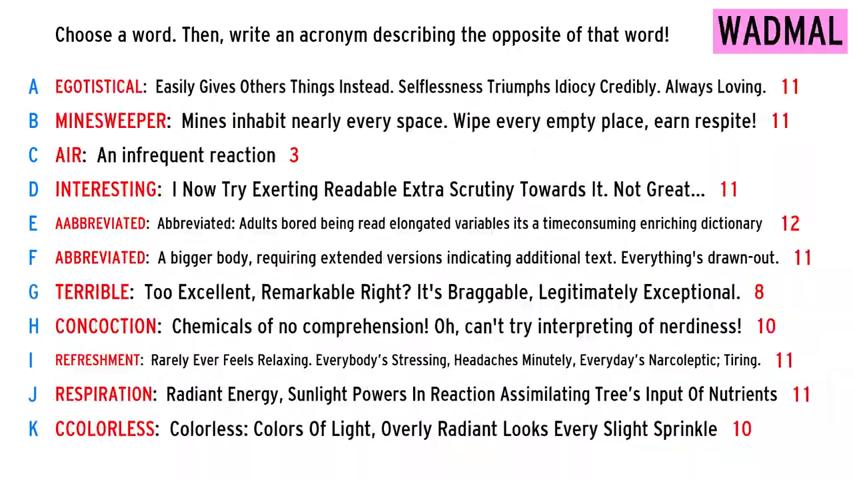 Choose a word. Then, write an acronym describing the opposite of that word! WADMAL
A EGOTISTICAL: Easily Gives Others Things Instead. Selflessness Triumphs Idiocy Credibly. Always Loving. 11
B MINESWEEPER: Mines inhabit nearly every space. Wipe every empty place, earn respite! 11
C AIR: An infrequent reaction 3
D INTERESTING: I Now Try Exerting Readable Extra Scrutiny Towards It. Not Great... 11
E AABBREVIATED: Abbreviated: Adults bored being read elongated variables its a timeconsuming enriching dictionary 12
F ABBREVIATED: A bigger body, requiring extended versions indicating additional text. Everything's drawn-out. 11
G TERRIBLE: Too Excellent, Remarkable Right? It's Braggable, Legitimately Exceptional. 8
H CONCOCTION: Chemicals of no comprehension! Oh, can't try interpreting of nerdiness! 10
I REFRESHMENT: Rarely Ever Feels Relaxing. Everybody's Stressing, Headaches Minutely, Everyday's Narcoleptic; Tiring. 11
J RESPIRATION: Radiant Energy, Sunlight Powers In Reaction Assimilating Tree's Input Of Nutrients 11
K CCOLORLESS: Colorless: Colors Of Light, Overly Radiant Looks Every Slight Sprinkle 10